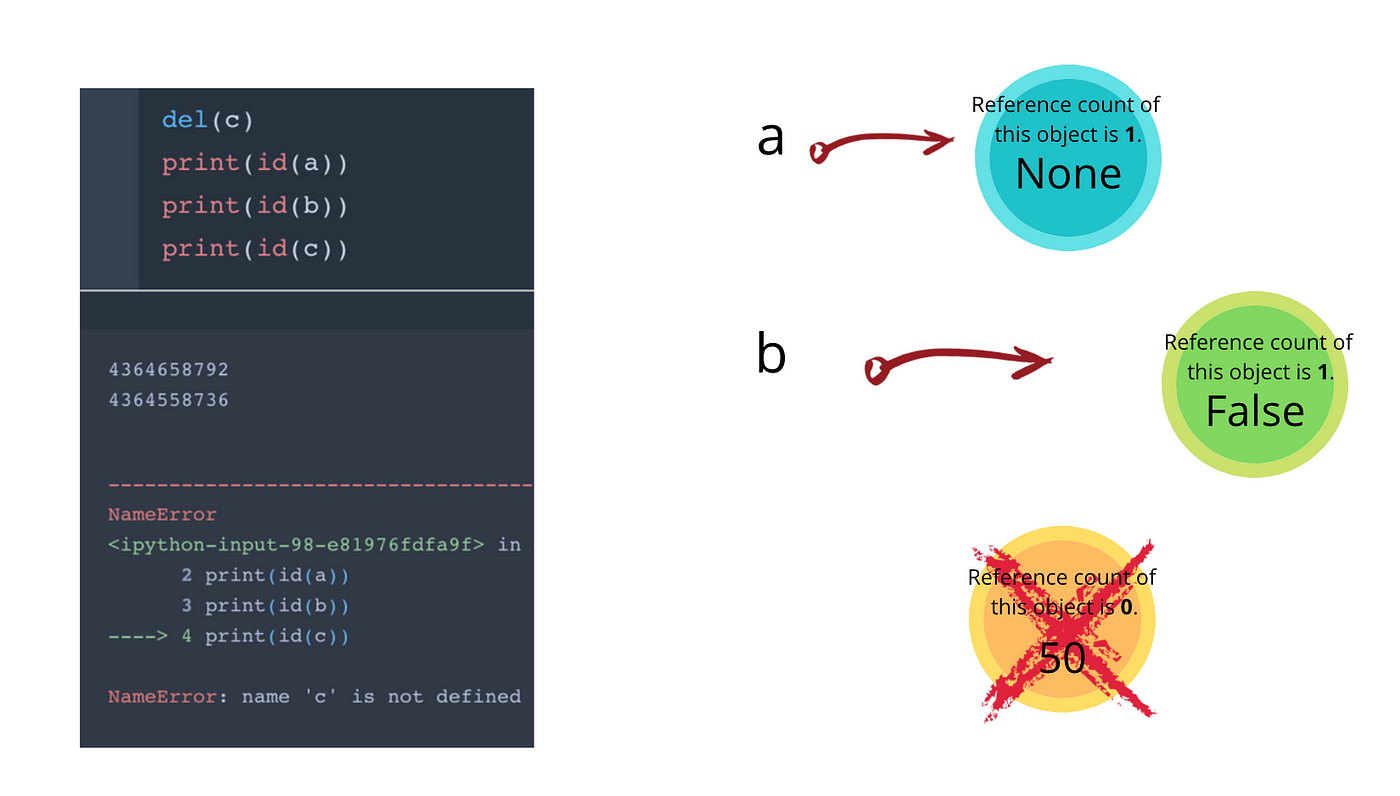 del(c)
print(id(a))
print(id(b))
print(id(c))
4364658792
4364558736
-----------------------------------
NameError
<ipython-input-98-e81976fdfa9f> in
2 print(id(a))
3 print(id(b))
----> 4 print(id(c))
NameError: name 'c' is not defined
a
Reference count of
this object is 1.
None
b
Reference count of
this object is 1.
False
Reference count of
this object is 0.
50